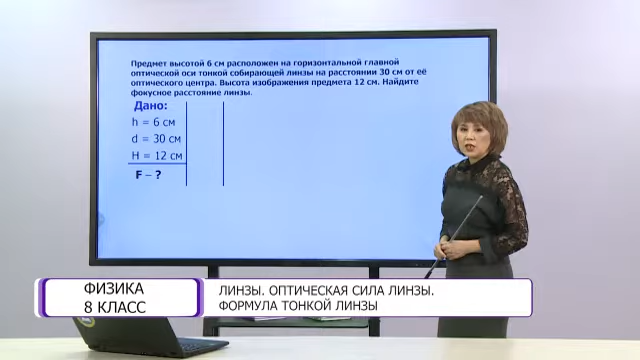 Предмет высотой 6 см расположен на горизонтальной главной
оптической оси тонкой собирающей линзы на расстоянии 30 см от её
оптического центра. Высота изображения предмета 12 см. Найдите
фокусное расстояние линзы.
Дано:
h = 6 см
d = 30 см
H = 12 см
F – ?
ФИЗИКА
8 КЛАСС
ЛИНЗЫ. ОПТИЧЕСКАЯ СИЛА ЛИНЗЫ.
ФОРМУЛА ТОНКОЙ ЛИНЗЫ